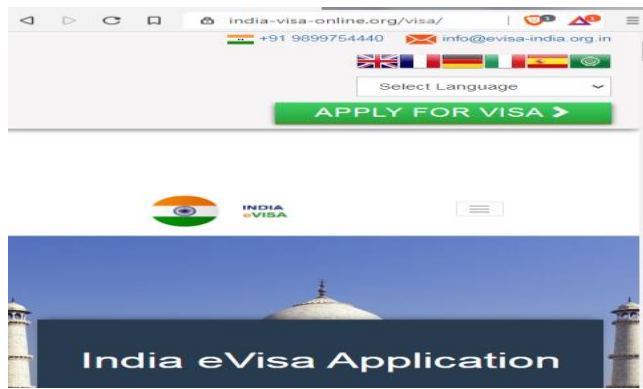 india-visa-online.org/visa/
+91 9899754440 info@evisa-india.org.in
Select Language
APPLY FOR VISA >
INDIA
eVISA
India eVisa Application